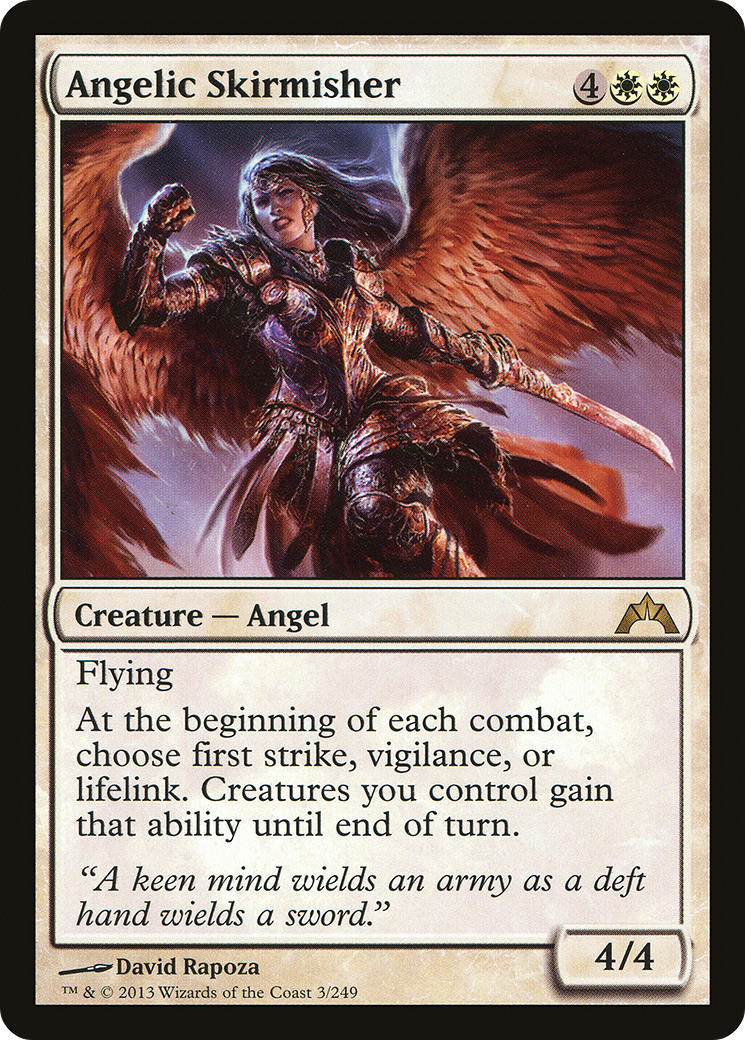 Angelic Skirmisher 4
Creature — Angel
Flying
At the beginning of each combat,
choose first strike, vigilance, or
lifelink. Creatures you control gain
that ability until end of turn.
“A keen mind wields an army as a deft
hand wields a sword.”
4/4
David Rapoza
™ & © 2013 Wizards of the Coast 3/249